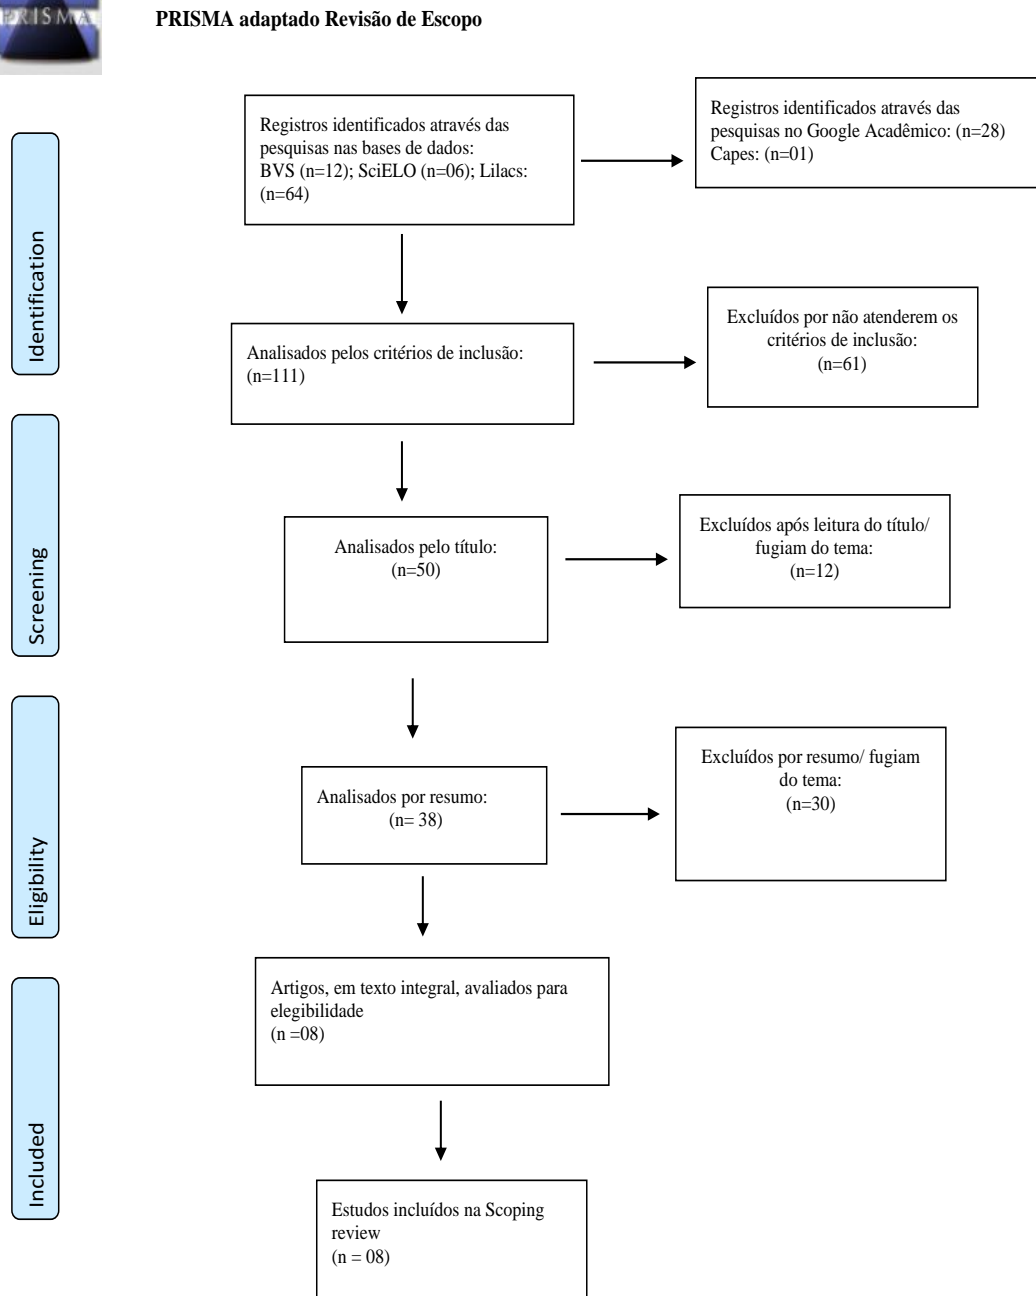 PRISMA
PRISMA adaptado Revisão de Escopo
Identification
Registros identificados através das
pesquisas nas bases de dados:
BVS (n=12); SciELO (n=06); Lilacs:
(n=64)
Registros identificados através das
pesquisas no Google Acadêmico: (n=28)
Capes: (n=01)
Analisados pelos critérios de inclusão:
(n=111)
Excluídos por não atenderem os
critérios de inclusão:
(n=61)
Screening
Analisados pelo título:
(n=50)
Excluídos após leitura do título/
fugiam do tema:
(n=12)
Eligibility
Analisados por resumo:
(n= 38)
Excluídos por resumo/ fugiam
do tema:
(n=30)
Artigos, em texto integral, avaliados para
elegibilidade
(n =08)
Included
Estudos incluídos na Scoping
review
(n = 08)